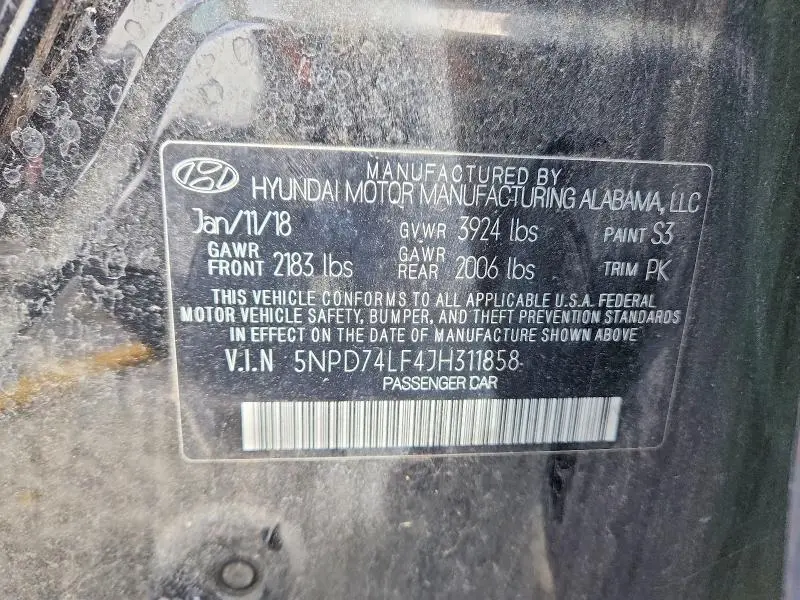 MANUFACTURED BY
HYUNDAI MOTOR MANUFACTURING ALABAMA, LLC
Jan/11/18 GVWR 3924 lbs PAINT S3
GAWR FRONT 2183 lbs GAWR REAR 2006 lbs TRIM PK
THIS VEHICLE CONFORMS TO ALL APPLICABLE U.S.A. FEDERAL
MOTOR VEHICLE SAFETY, BUMPER, AND THEFT PREVENTION STANDARDS
IN EFFECT ON THE DATE OF MANUFACTURE SHOWN ABOVE
V.I.N 5NPD74LF4JH311858
PASSENGER CAR